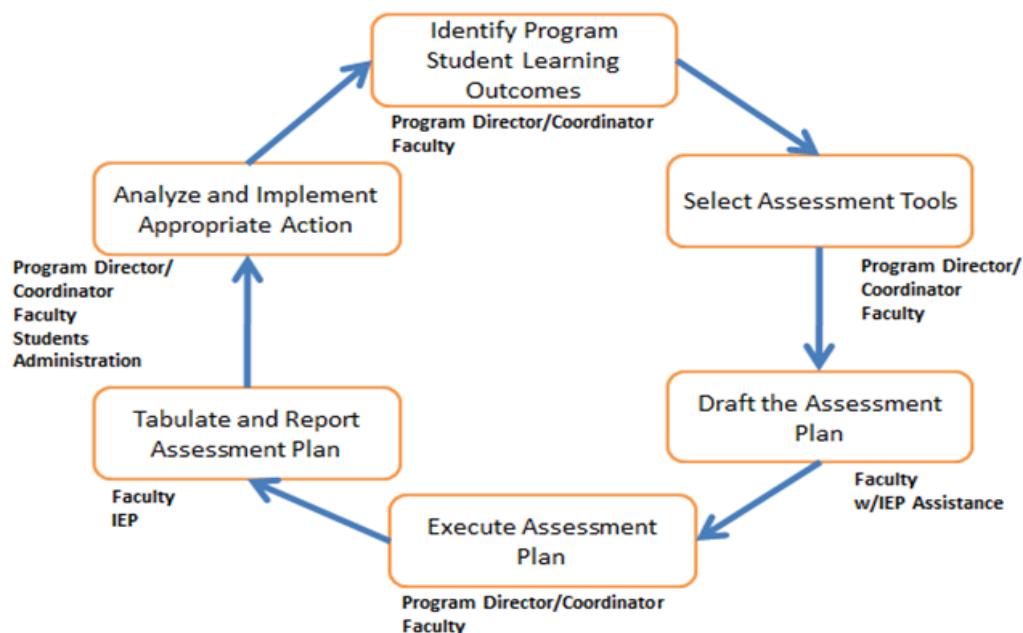 Identify Program
Student Learning
Outcomes
Program Director/Coordinator
Faculty
Select Assessment Tools
Program Director/
Coordinator
Faculty
Draft the Assessment
Plan
Faculty
w/IEP Assistance
Execute Assessment
Plan
Program Director/Coordinator
Faculty
Tabulate and Report
Assessment Plan
Faculty
IEP
Analyze and Implement
Appropriate Action
Program Director/
Coordinator
Faculty
Students
Administration